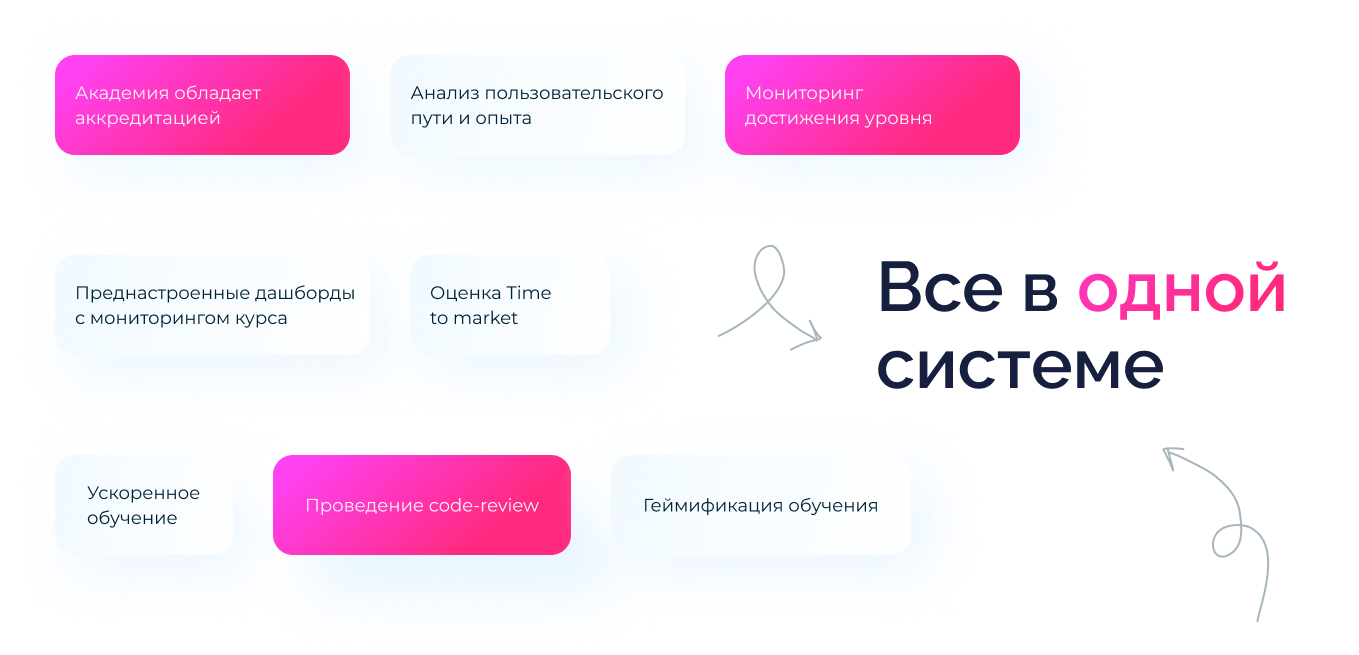 Академия обладает
аккредитацией
Анализ пользовательского
пути и опыта
Мониторинг
достижения уровня
Преднастроенные дашборды
с мониторингом курса
Оценка Time
to market
Все в одной
системе
Ускоренное
обучение
Проведение code-review
Геймификация обучения